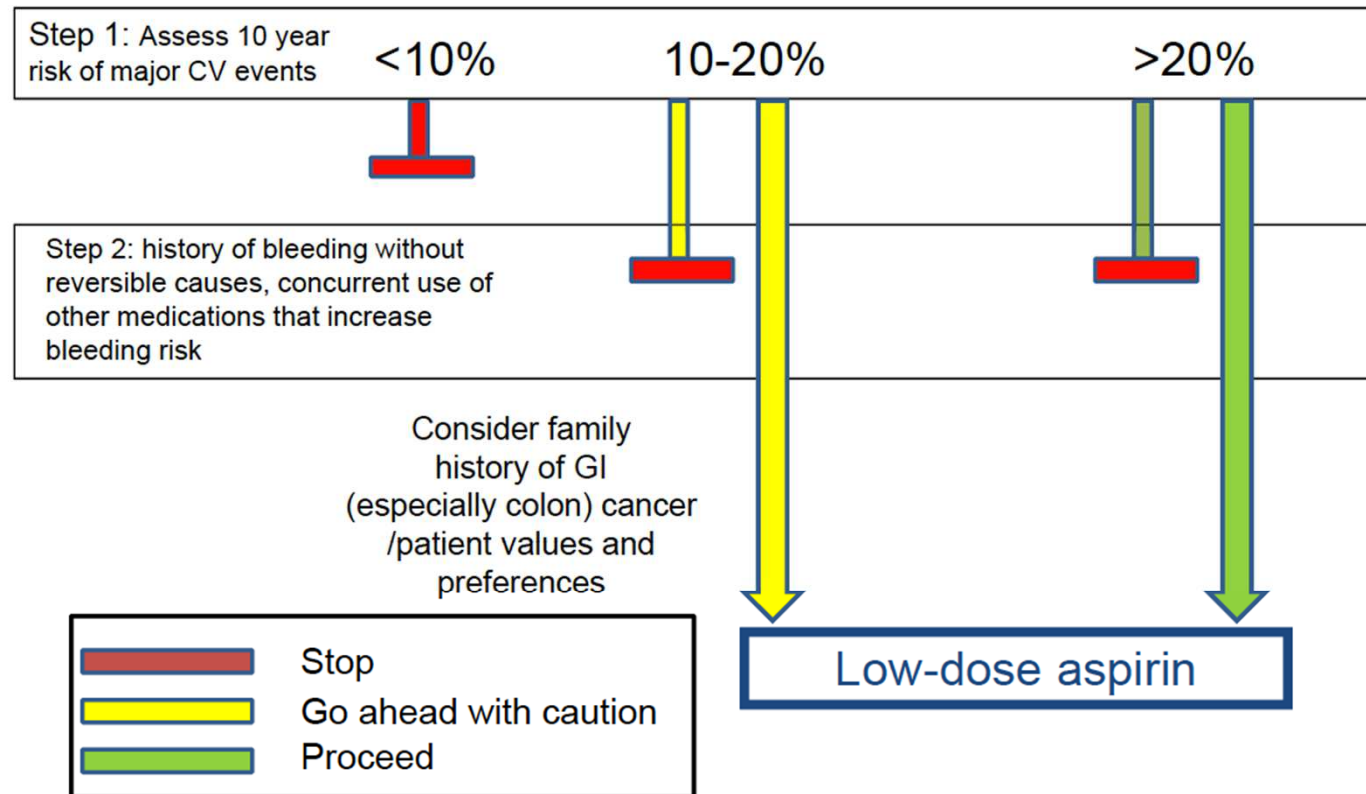 Step 1: Assess 10 year
risk of major CV events
<10%
10-20%
>20%
Step 2: history of bleeding without
reversible causes, concurrent use of
other medications that increase
bleeding risk
Consider family
history of GI
(especially colon) cancer
/patient values and
preferences
Low-dose aspirin
Stop
Go ahead with caution
Proceed